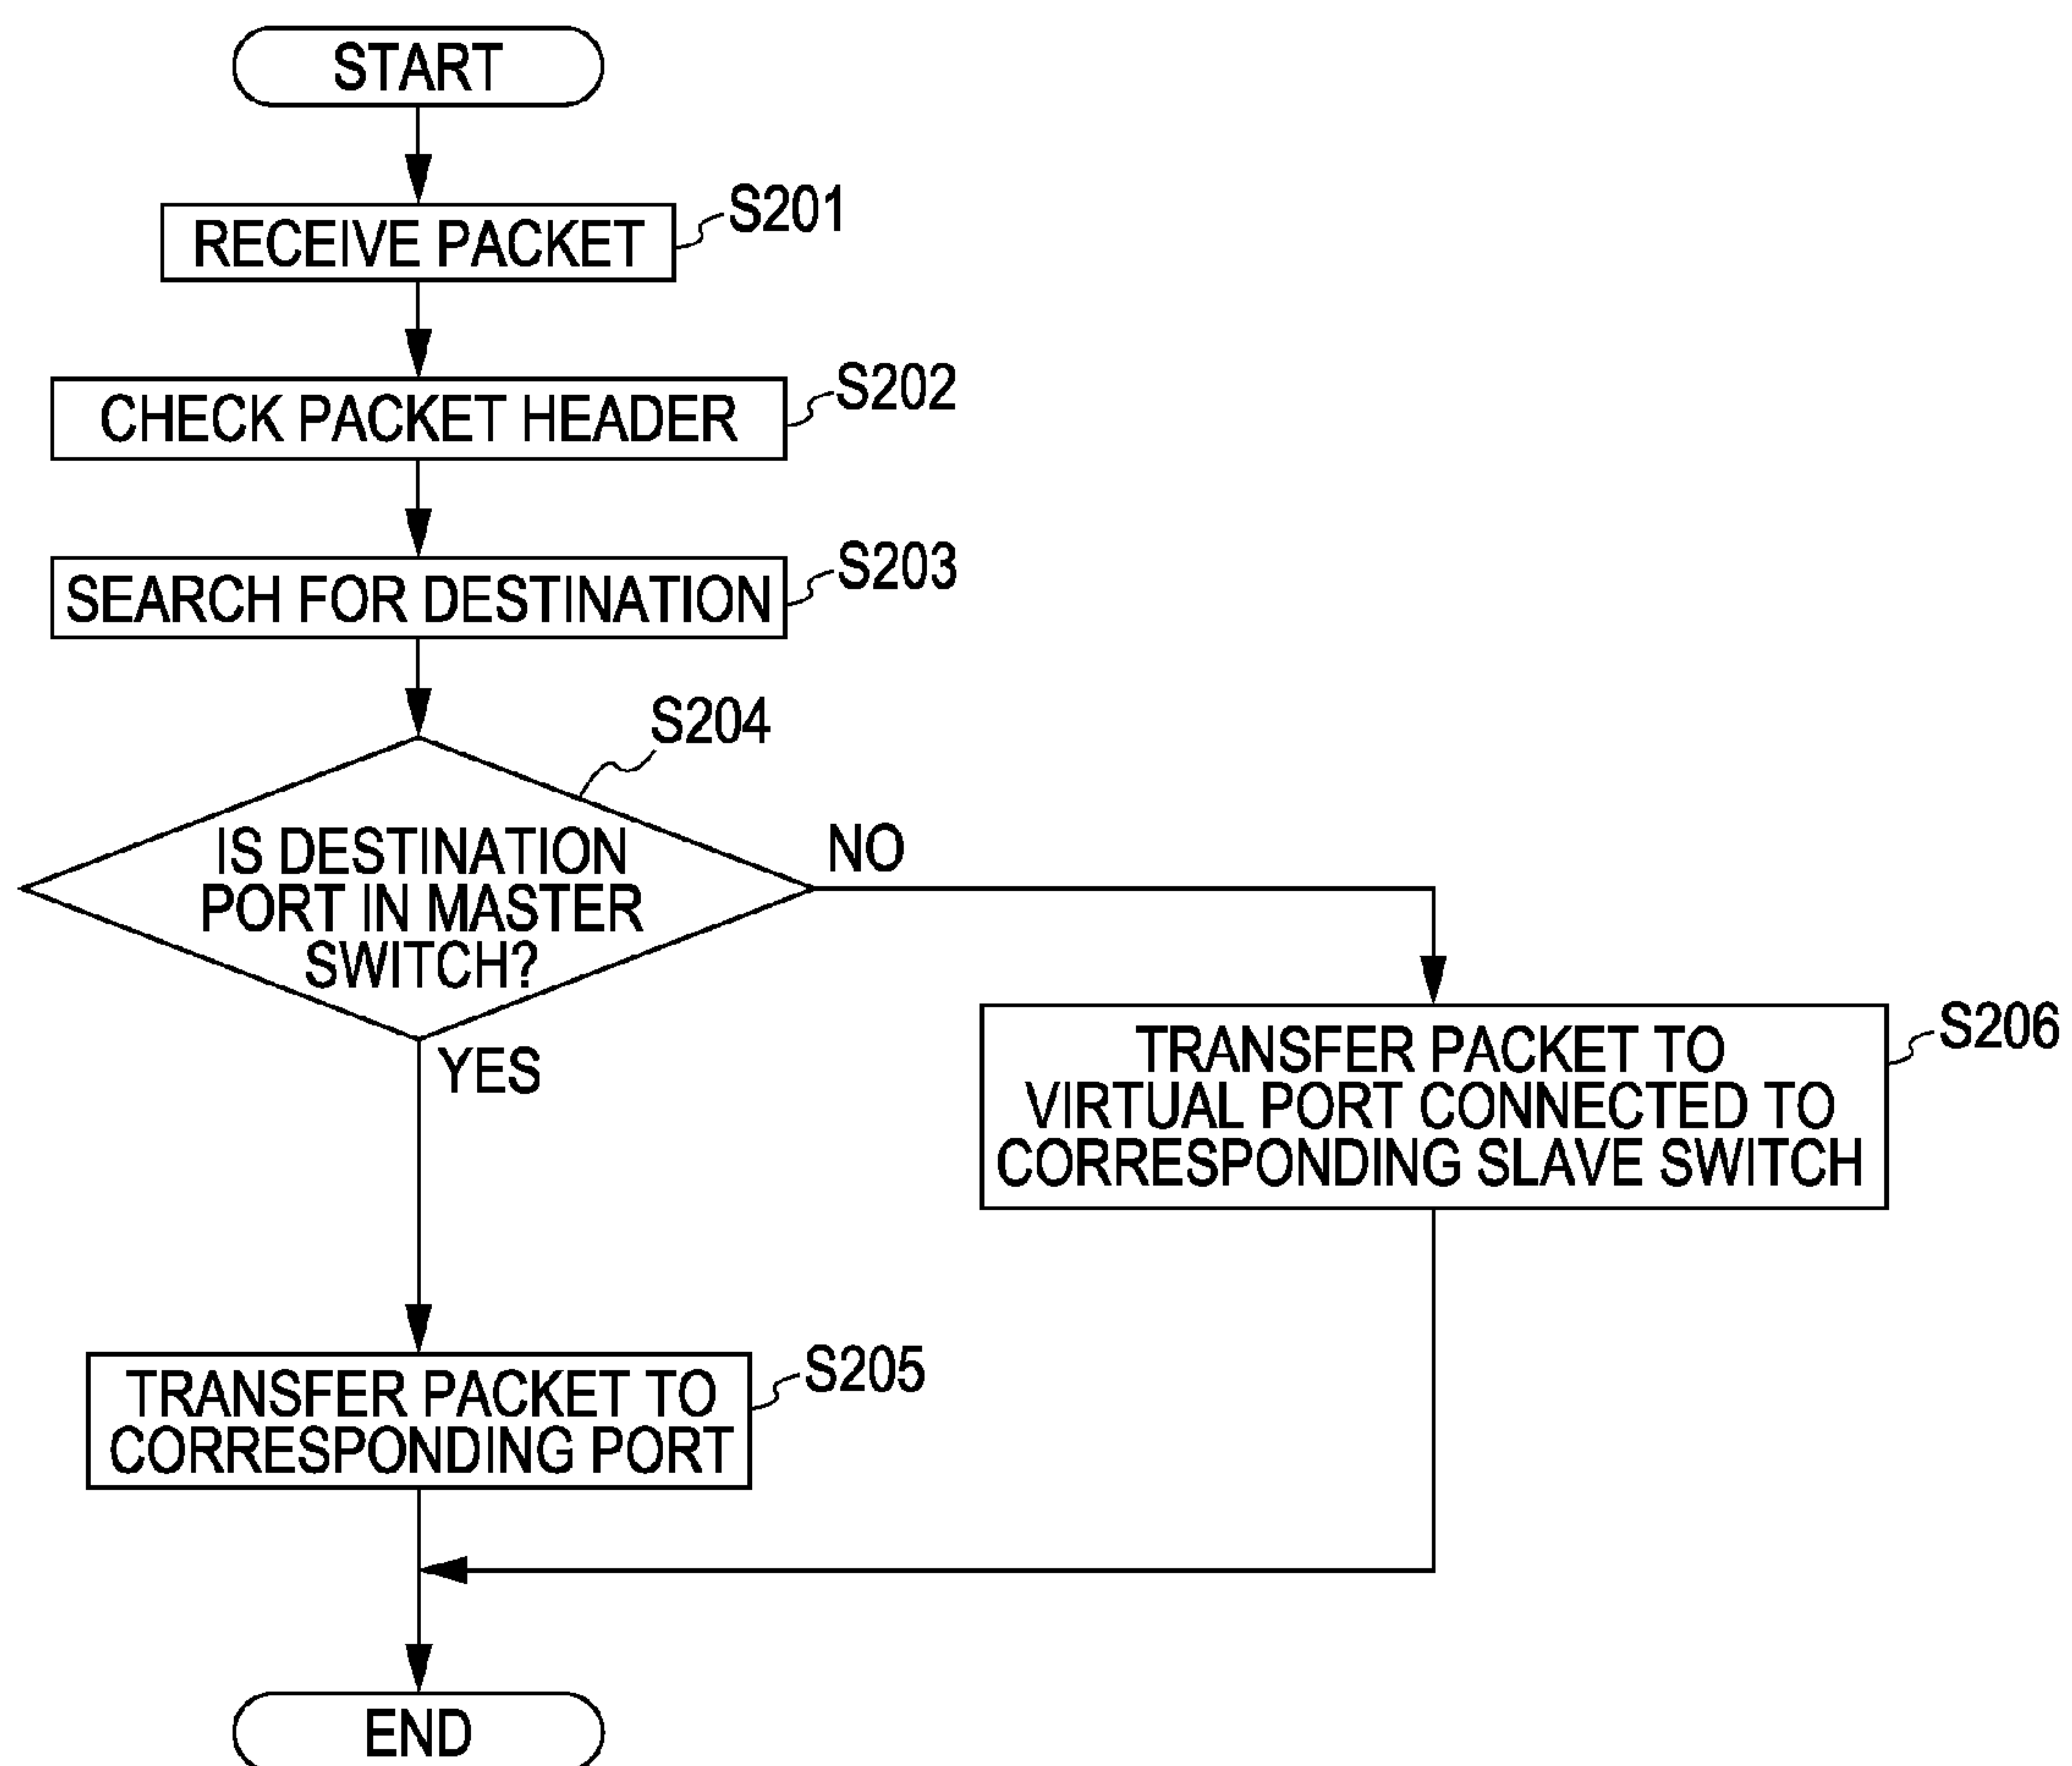 START
RECEIVE PACKET
S201
CHECK PACKET HEADER
S202
SEARCH FOR DESTINATION
S203
S204
IS DESTINATION
PORT IN MASTER
SWITCH?
NO
YES
TRANSFER PACKET TO
VIRTUAL PORT CONNECTED TO
CORRESPONDING SLAVE SWITCH
S206
TRANSFER PACKET TO
CORRESPONDING PORT
S205
END